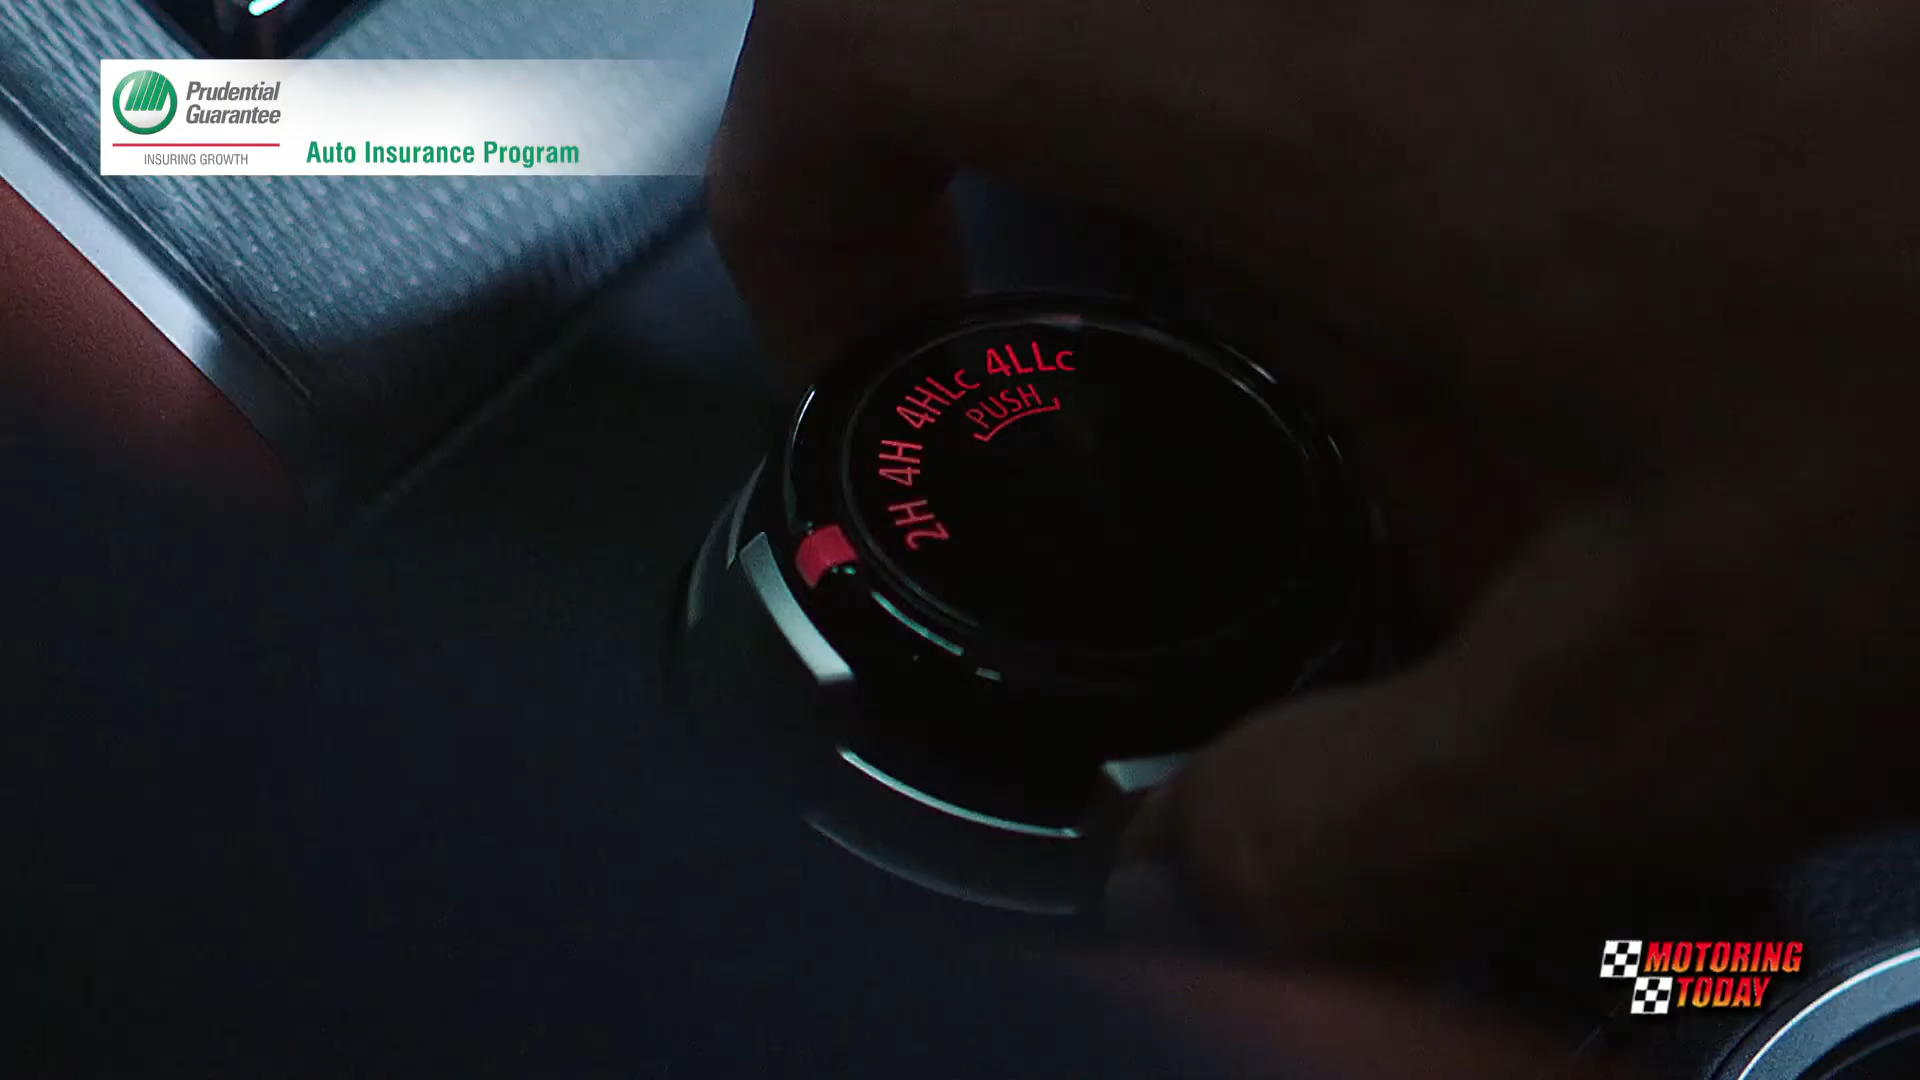 Prudential
Guarantee
INSURING GROWTH
Auto Insurance Program
2H 4H 4HLc 4LLc
PUSH
MOTORING
TODAY